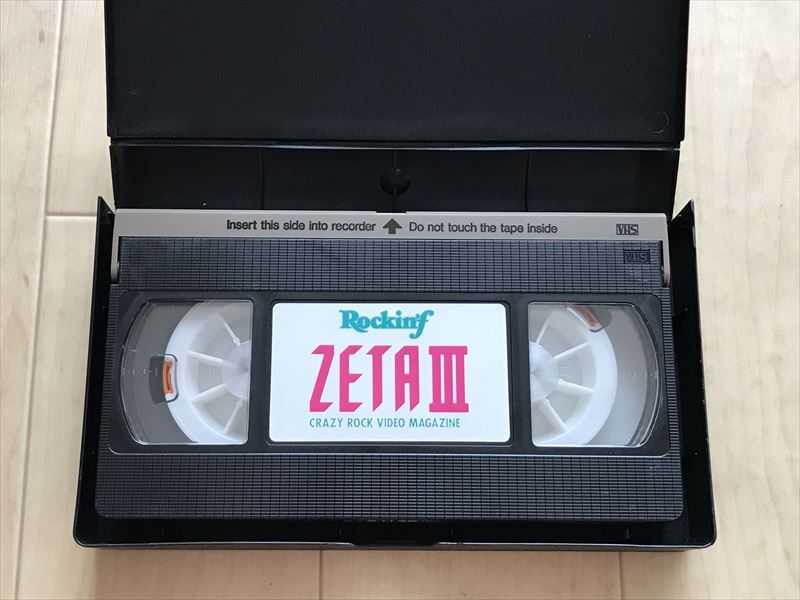 Insert this side into recorder ⬆ Do not touch the tape inside VHS
VHS
Rockin'f
ZETA III
CRAZY ROCK VIDEO MAGAZINE